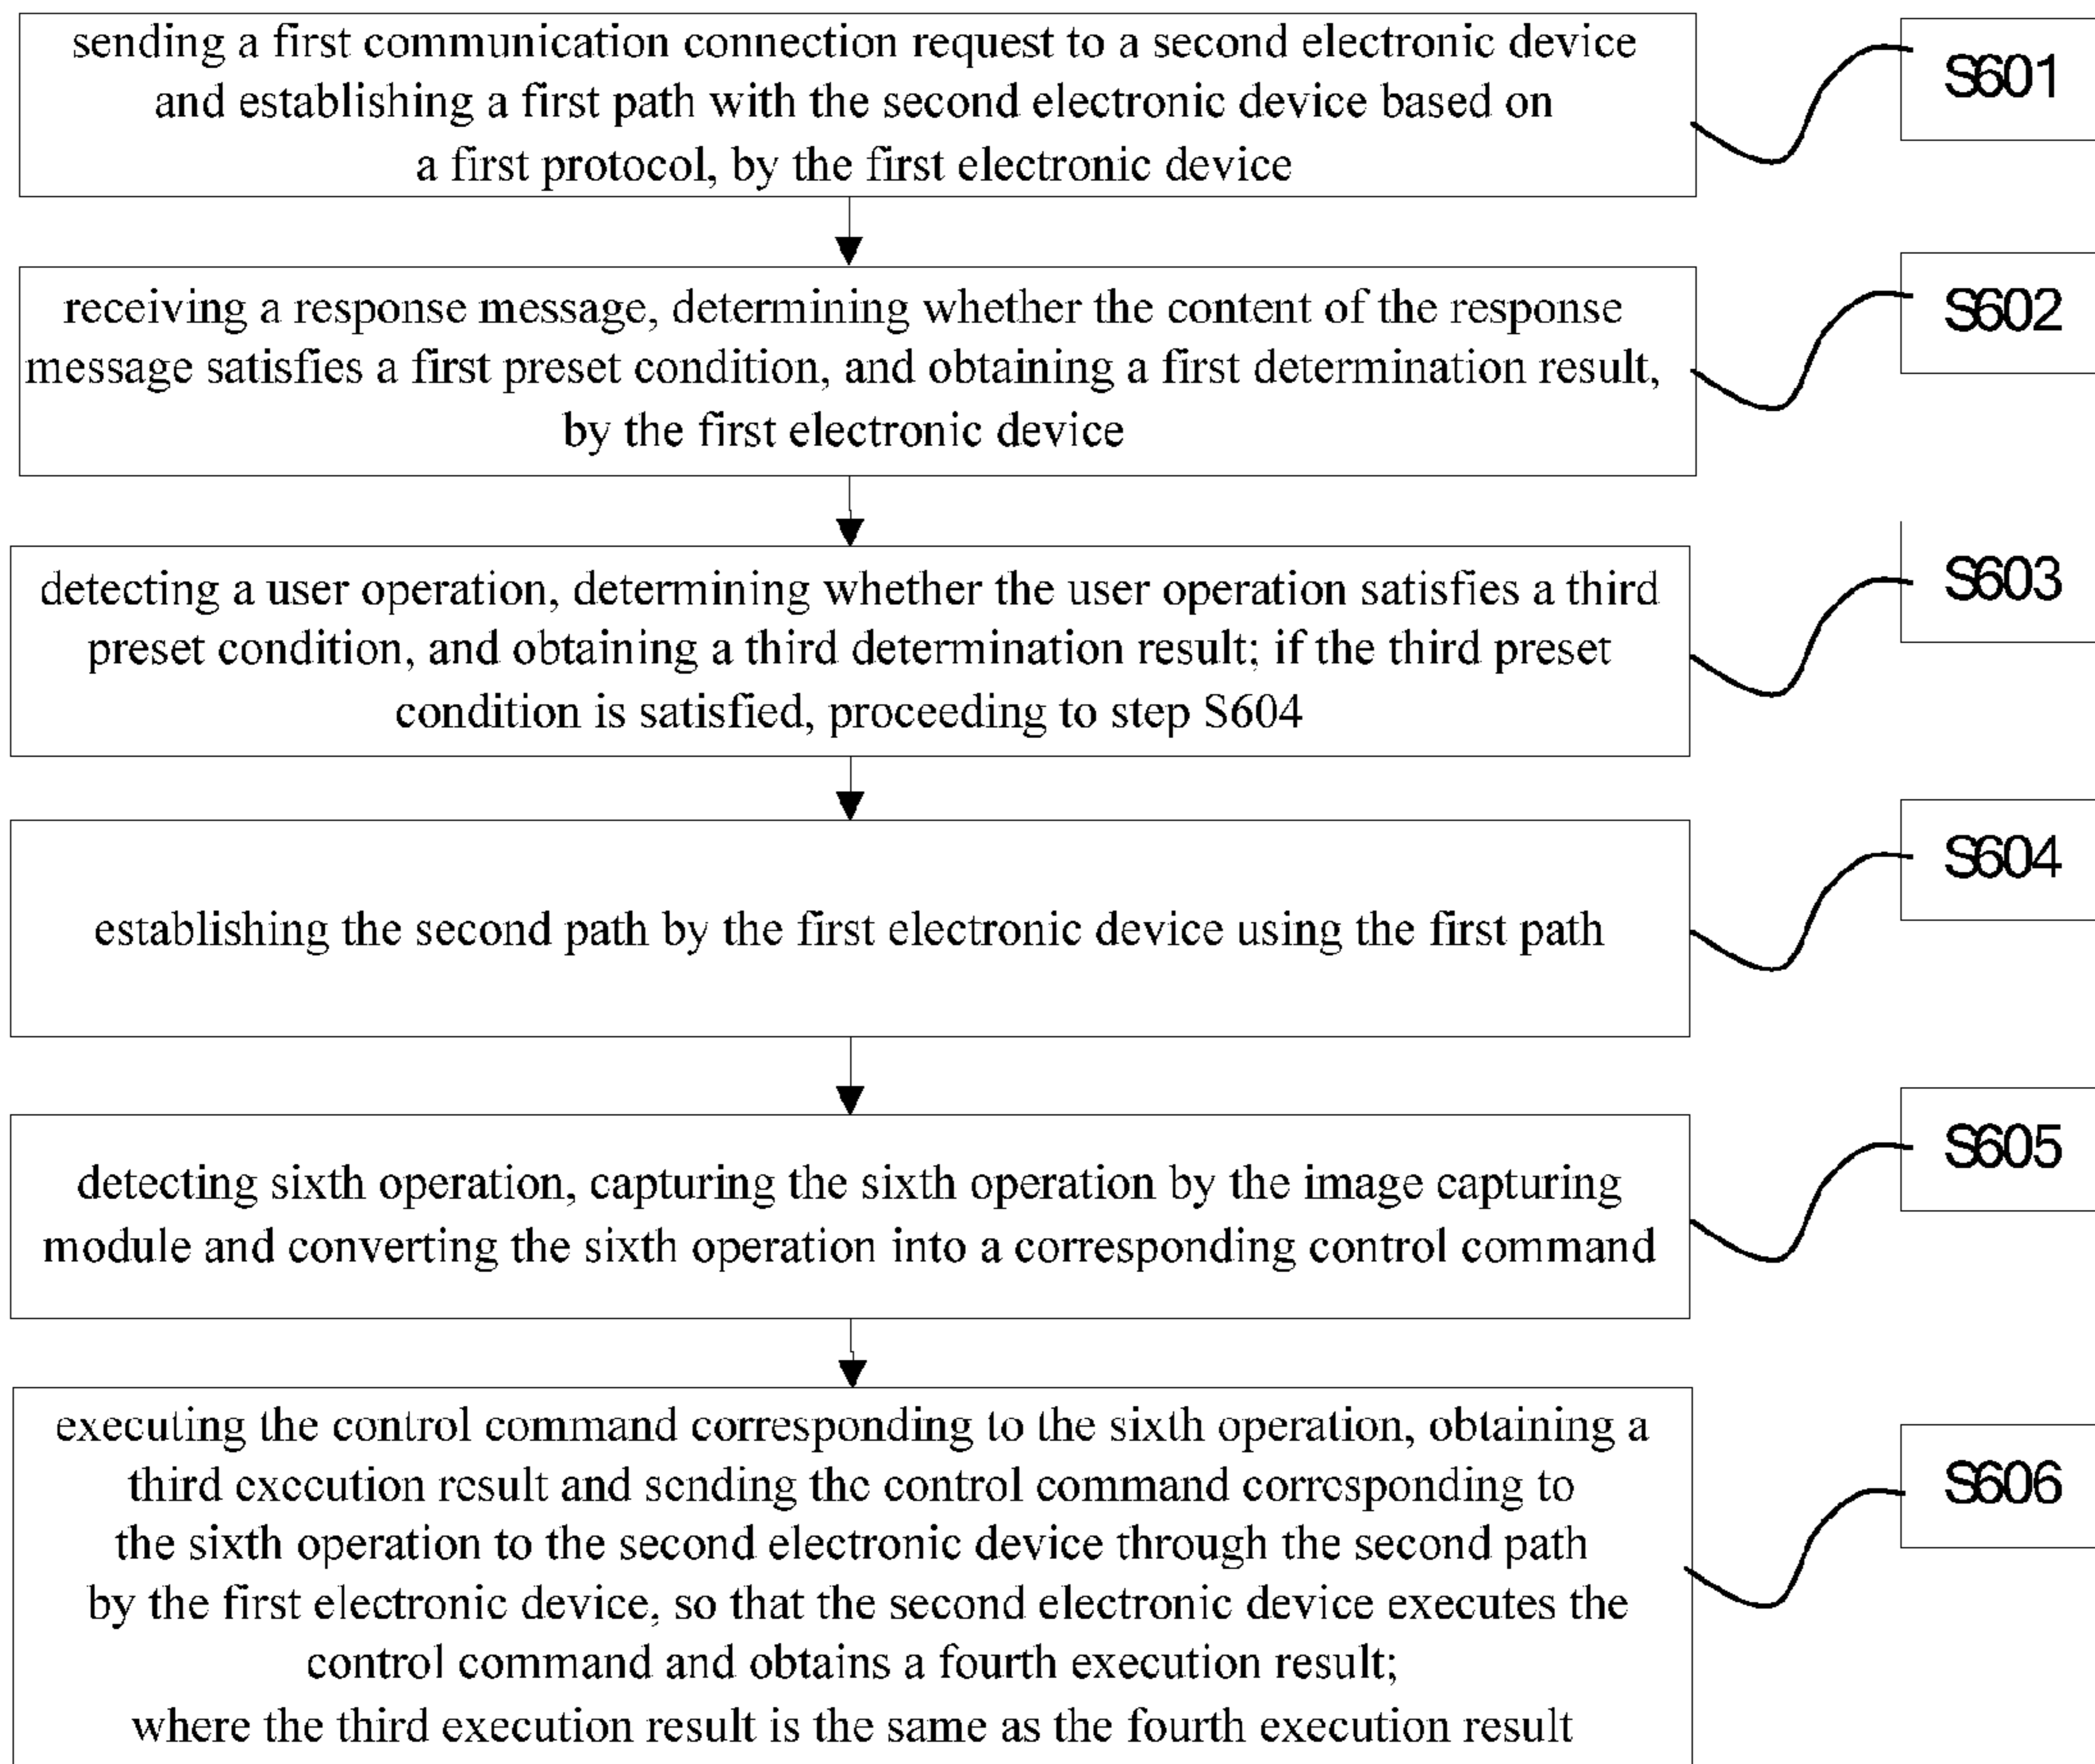 sending a first communication connection request to a second electronic device
and establishing a first path with the second electronic device based on
a first protocol, by the first electronic device
S601
receiving a response message, determining whether the content of the response
message satisfies a first preset condition, and obtaining a first determination result,
by the first electronic device
S602
detecting a user operation, determining whether the user operation satisfies a third
preset condition, and obtaining a third determination result; if the third preset
condition is satisfied, proceeding to step S604
S603
establishing the second path by the first electronic device using the first path
S604
detecting sixth operation, capturing the sixth operation by the image capturing
module and converting the sixth operation into a corresponding control command
S605
executing the control command corresponding to the sixth operation, obtaining a
third execution result and sending the control command corresponding to
the sixth operation to the second electronic device through the second path
by the first electronic device, so that the second electronic device executes the
control command and obtains a fourth execution result;
where the third execution result is the same as the fourth execution result
S606